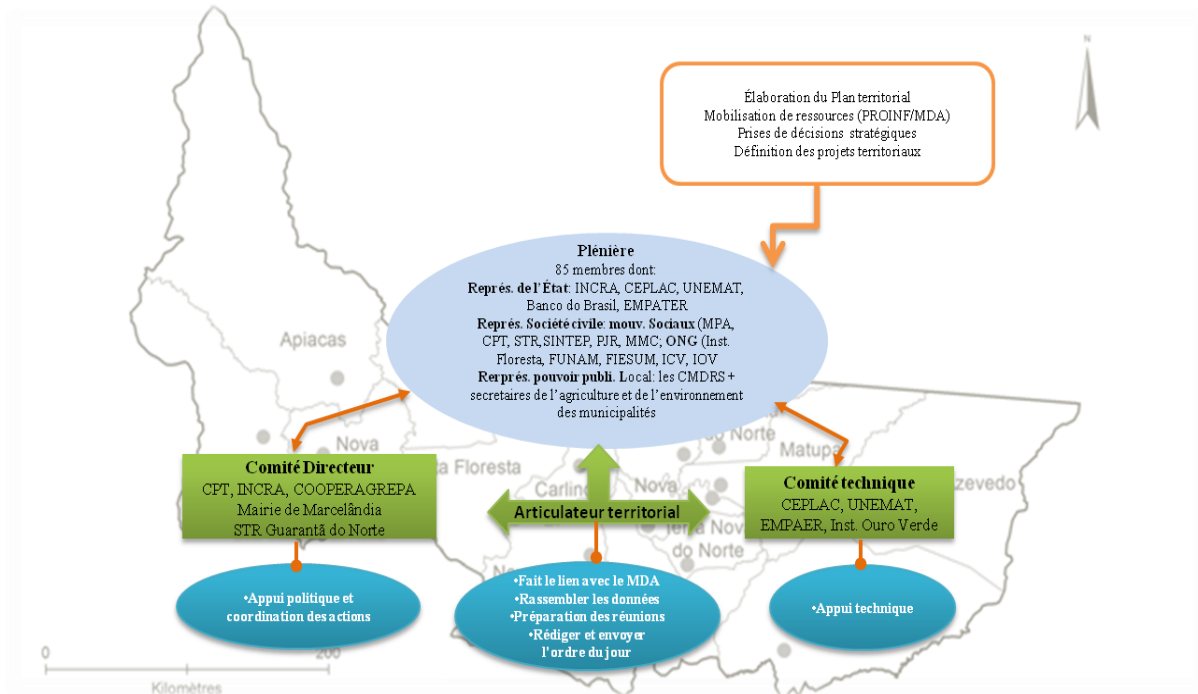 N
Élaboration du Plan territorial
Mobilisation de ressources (PROINF/MDA)
Prises de décisions stratégiques
Définition des projets territoriaux
Plénière
85 membres dont:
Représ. de l'État: INCRA, CEPLAC, UNEMAT,
Banco do Brasil, EMPATER
Représ. Société civile: mouv. Sociaux (MPA,
CPT, STR,SINTEP, PJR, MMC; ONG (Inst.
Floresta, FUNAM, FIESUM, ICV, IOV
Rerprés. pouvoir publi. Local: les CMDRS +
secretaires de l'agriculture et de l'environnement
des municipalités
Apiacas
Nova
a Floresta
Carlin
Nova
do Norte
Matupá
zevedo
Terra Nov
do Norte
Comité Directeur
CPT, INCRA, COOPERAGREPA
Mairie de Marcelândia
STR Guarantã do Norte
Articulateur territorial
Comité technique
CEPLAC, UNEMAT,
EMPAER, Inst. Ouro Verde
•Appui politique et
coordination des actions
•Fait le lien avec le MDA
•Rassembler les données
•Préparation des réunions
•Rédiger et envoyer
l'ordre du jour
•Appui technique
0
200
Kilomètres